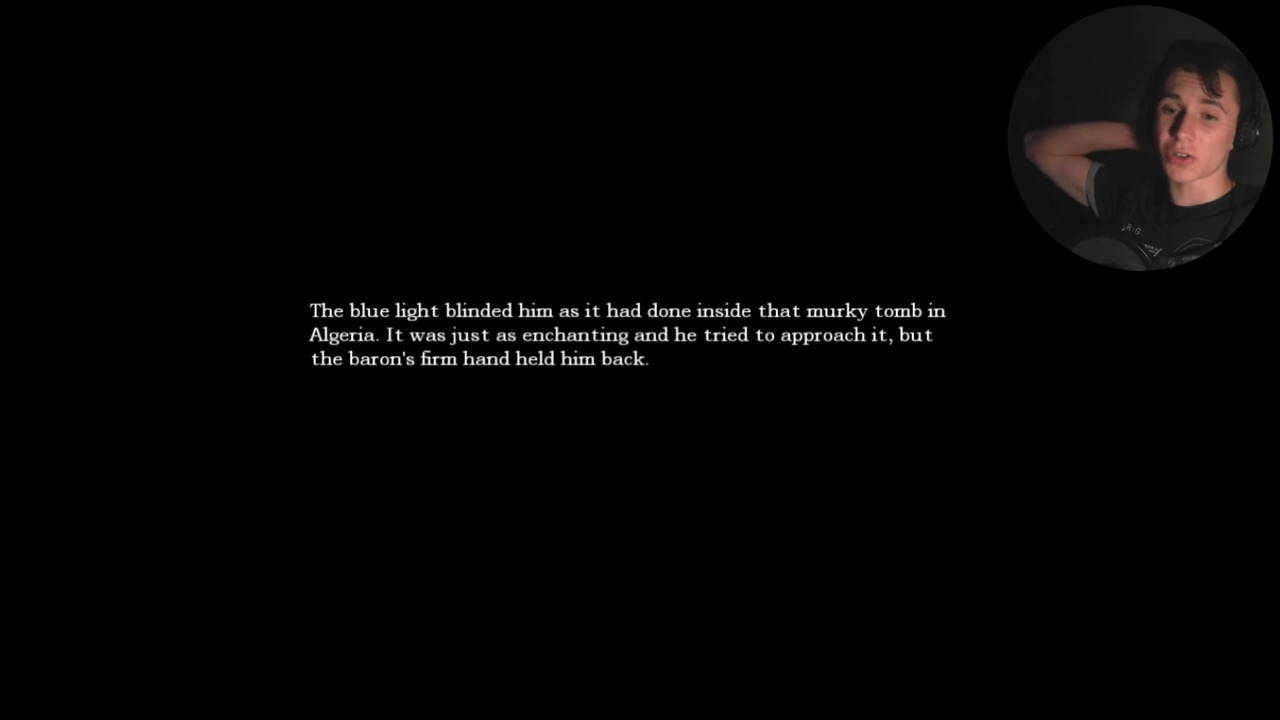 The blue light blinded him as it had done inside that murky tomb in
Algeria. It was just as enchanting and he tried to approach it, but
the baron's firm hand held him back.